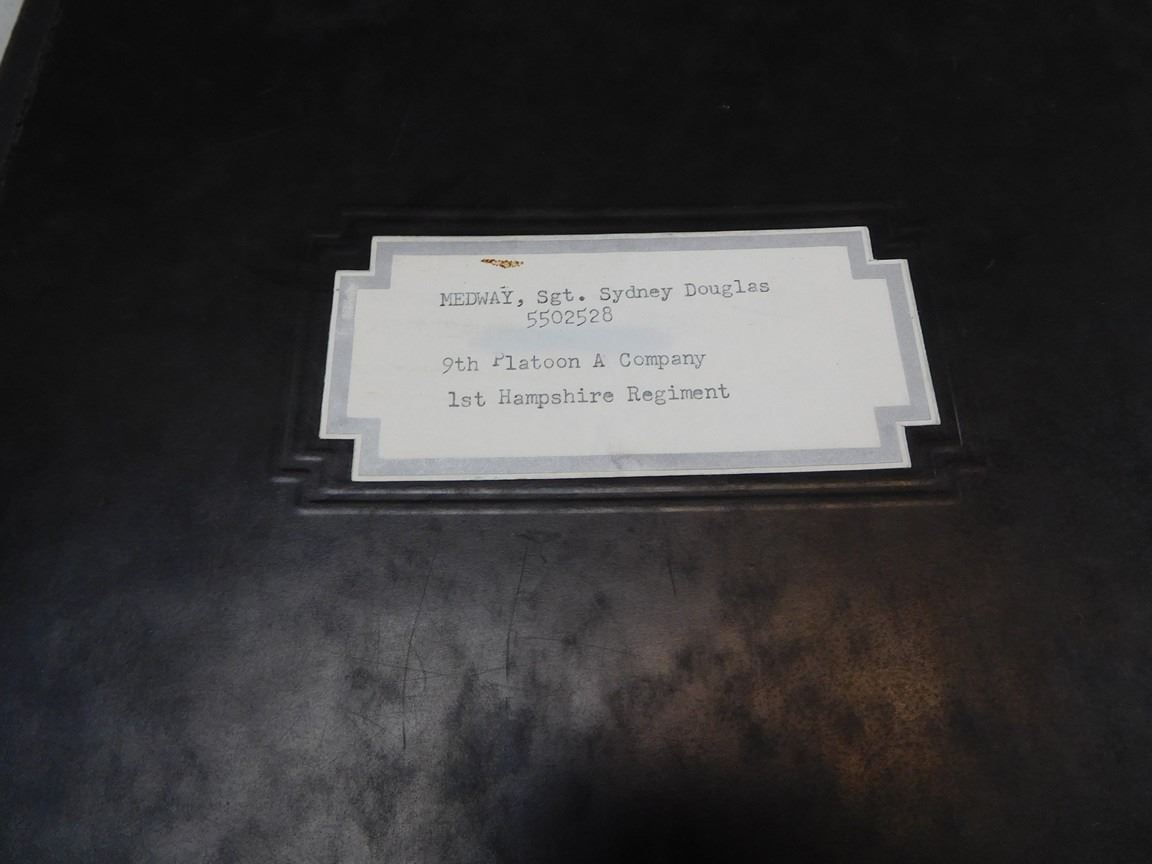 MEDWAY, Sgt. Sydney Douglas
5502528
9th Platoon A Company
1st Hampshire Regiment